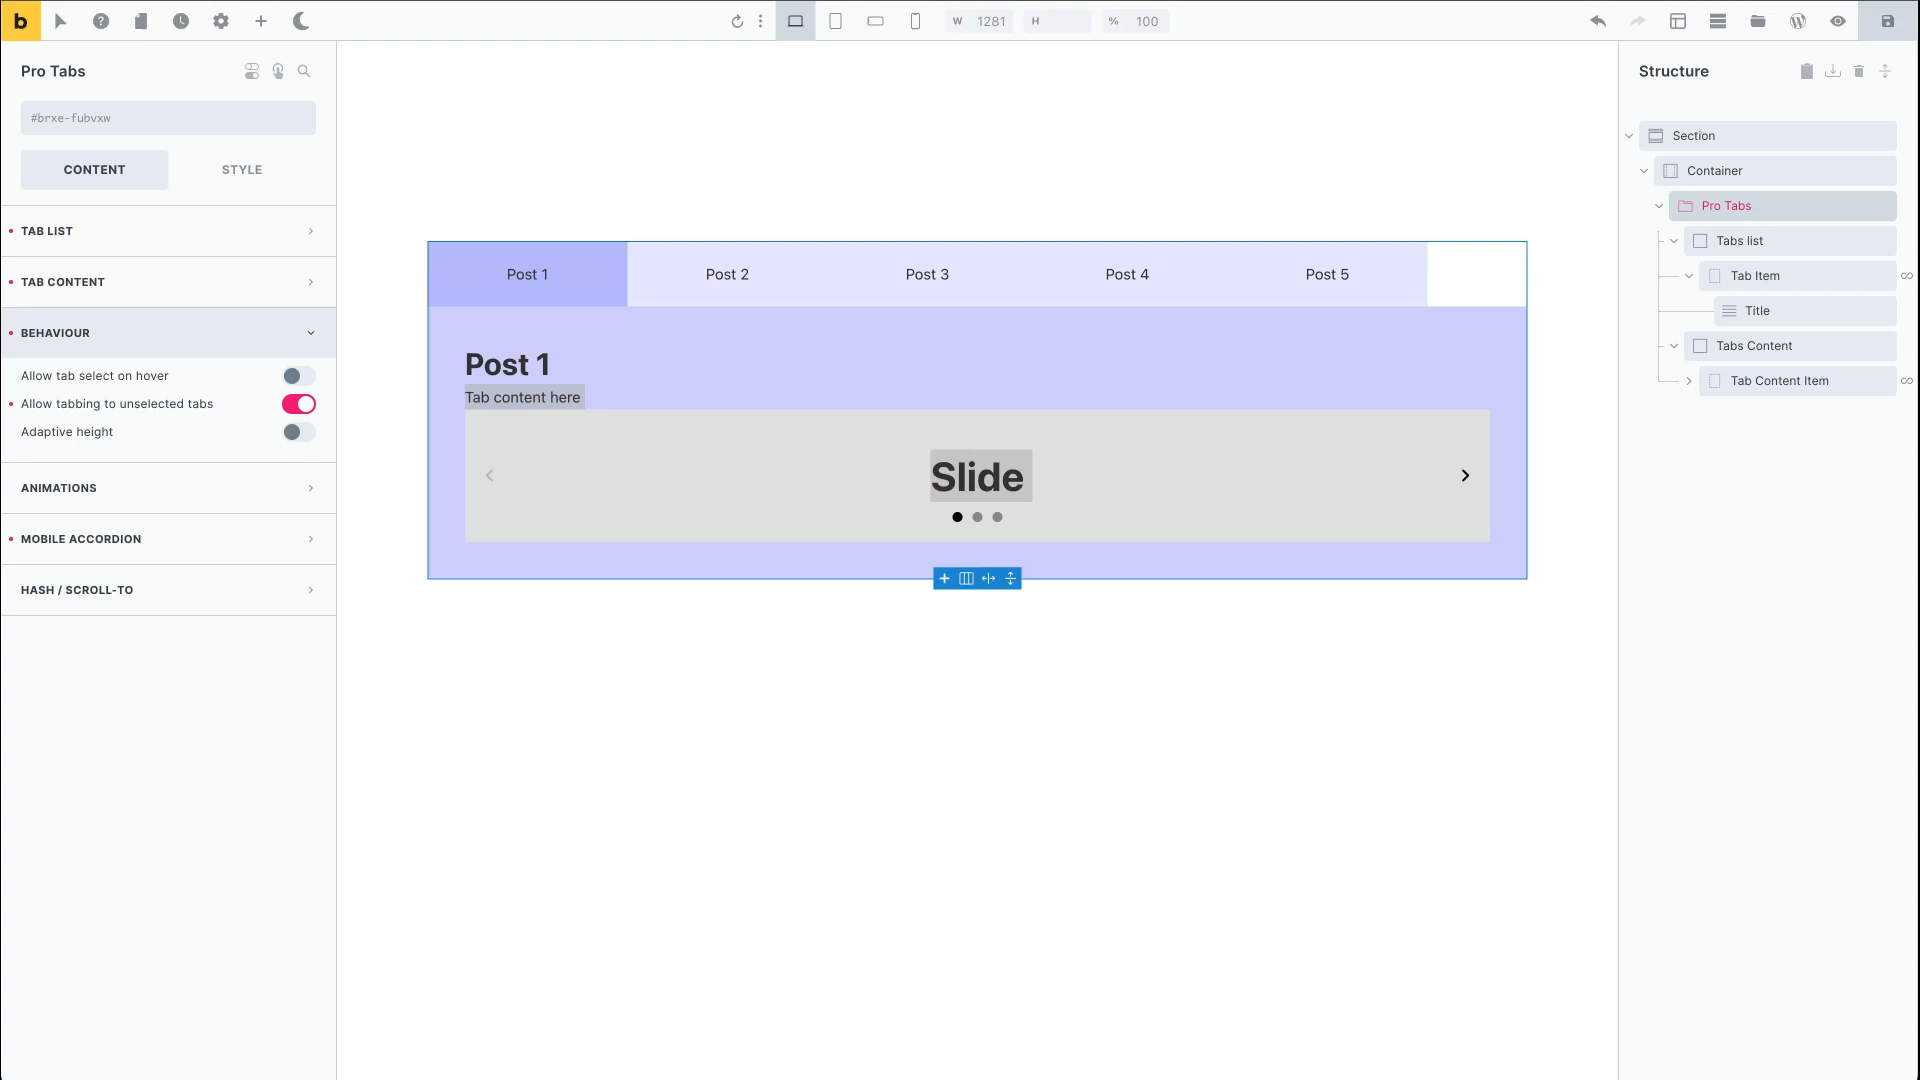 b
W 1281 H % 100
Pro Tabs
#brxe-fubvxw
CONTENT STYLE
TAB LIST
TAB CONTENT
BEHAVIOUR
Allow tab select on hover
Allow tabbing to unselected tabs
Adaptive height
ANIMATIONS
MOBILE ACCORDION
HASH / SCROLL-TO
Post 1 Post 2 Post 3 Post 4 Post 5
Post 1
Tab content here
Slide
Structure
Section
Container
Pro Tabs
Tabs list
Tab Item
Title
Tabs Content
Tab Content Item